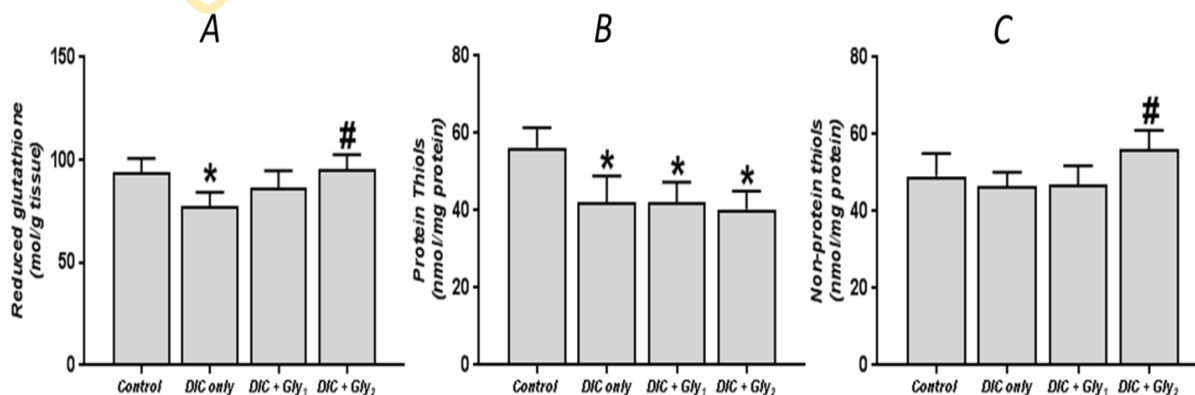 A
Reduced glutathione
(mol/g tissue)
150
100
50
0
*
#
Control DIC only DIC + Gly₁ DIC + Gly₂
B
Protein Thiols
(nmol/mg protein)
80
60
40
20
0
* * *
Control DIC only DIC + Gly₁ DIC + Gly₂
C
Non-protein thiols
(nmol/mg protein)
80
60
40
20
0
#
Control DIC only DIC + Gly₁ DIC + Gly₂